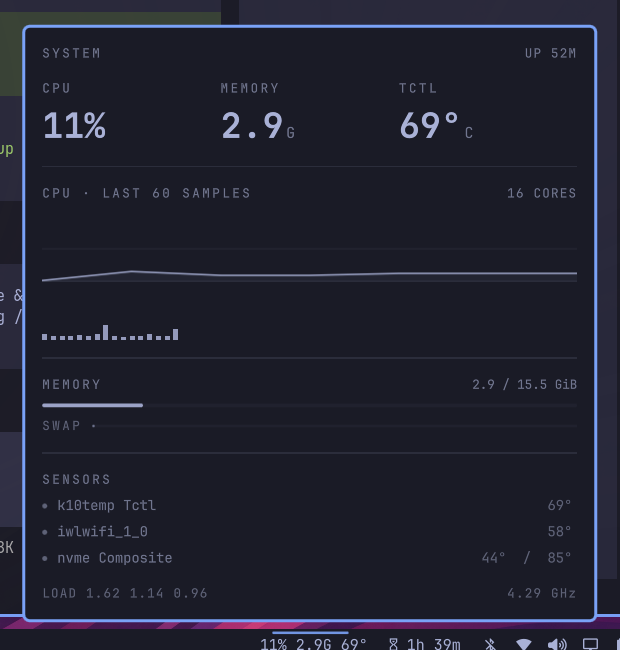 SYSTEM UP 52M
CPU MEMORY TCTL
11% 2.9G 69°C
CPU · LAST 60 SAMPLES 16 CORES
up
e &
g /
MEMORY 2.9 / 15.5 GiB
SWAP ·
SENSORS
• k10temp Tctl 69°
• iwlwifi_1_0 58°
• nvme Composite 44° / 85°
LOAD 1.62 1.14 0.96 4.29 GHz
11% 2.9G 69° 1h 39m